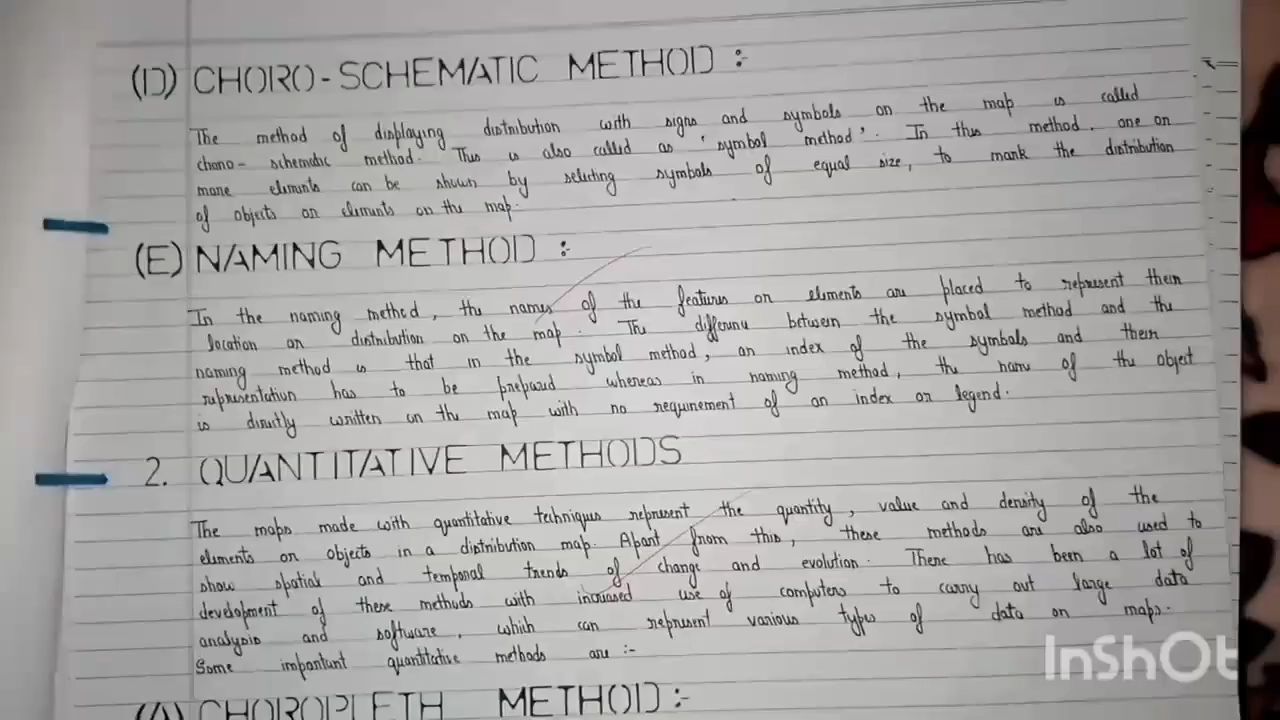 (D) CHORO-SCHEMATIC METHOD :-
The method of displaying distribution with signs and symbols on the map is called
choro-schematic method. This is also called as 'symbol method'. In this method, one or
more elements can be shown by selecting symbols of equal size, to mark the distribution
of objects or elements on the map.
(E) NAMING METHOD :-
In the naming method, the names of the features or elements are placed to represent their
location or distribution on the map. The difference between the symbol method and the
naming method is that in the symbol method, an index of the symbols and their
representation has to be prepared whereas in naming method, the name of the object
is directly written on the map with no requirement of an index or legend.
2. QUANTITATIVE METHODS
The maps made with quantitative techniques represent the quantity, value and density of the
elements or objects in a distribution map. Apart from this, these methods are also used to
show spatial and temporal trends of change and evolution. There has been a lot of
development of these methods with increased use of computers to carry out large data
analysis and software, which can represent various types of data on maps.
Some important quantitative methods are :-
(A) CHOROPLETH METHOD :-
InShOt